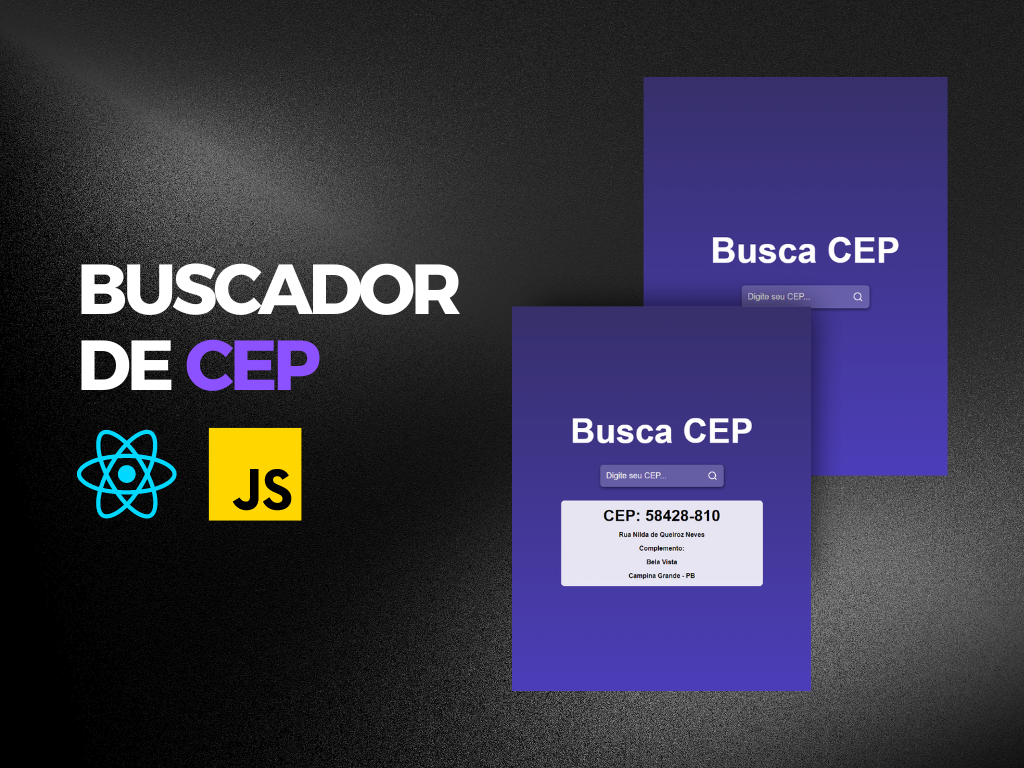 BUSCADOR
DE CEP
JS
Busca CEP
Digite seu CEP...
Busca CEP
Digite seu CEP...
CEP: 58428-810
Rua Nilda de Queiroz Neves
Complemento:
Bela Vista
Campina Grande - PB